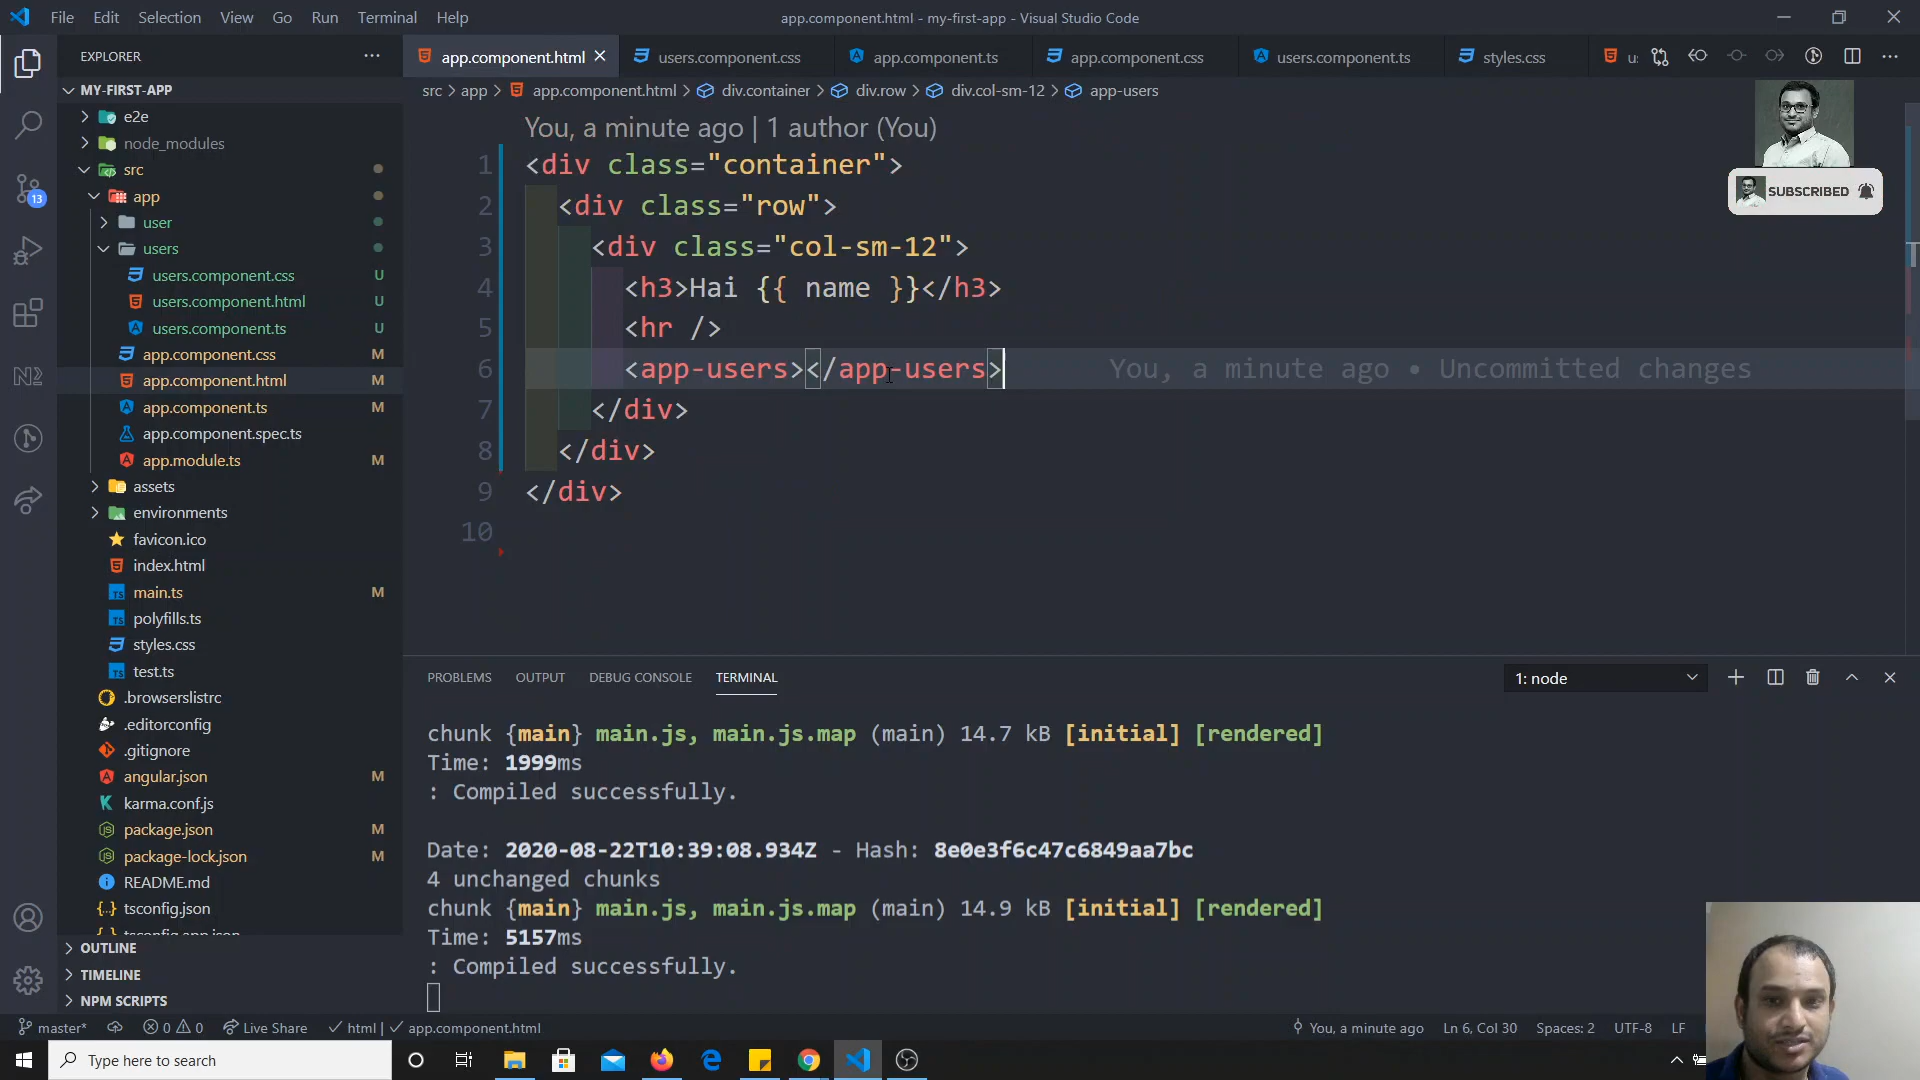 File Edit Selection View Go Run Terminal Help
app.component.html - my-first-app - Visual Studio Code
EXPLORER
app.component.html users.component.css app.component.ts app.component.css users.component.ts styles.css us
src > app > app.component.html > div.container > div.row > div.col-sm-12 > app-users
MY-FIRST-APP
e2e
node_modules
src
app
user
users
users.component.css U
users.component.html U
users.component.ts U
app.component.css M
app.component.html M
app.component.ts M
app.component.spec.ts
app.module.ts M
assets
environments
favicon.ico
index.html
main.ts M
polyfills.ts
styles.css
test.ts
.browserslistrc
.editorconfig
.gitignore
angular.json M
karma.conf.js
package.json M
package-lock.json M
README.md
tsconfig.json
tsconfig.app.json
OUTLINE
TIMELINE
NPM SCRIPTS
13
You, a minute ago | 1 author (You)
1 <div class="container">
2 <div class="row">
3 <div class="col-sm-12">
4 <h3>Hai {{ name }}</h3>
5 <hr />
6 <app-users></app-users> You, a minute ago • Uncommitted changes
7 </div>
8 </div>
9 </div>
10
SUBSCRIBED
PROBLEMS OUTPUT DEBUG CONSOLE TERMINAL
1: node
chunk {main} main.js, main.js.map (main) 14.7 kB [initial] [rendered]
Time: 1999ms
: Compiled successfully.
Date: 2020-08-22T10:39:08.934Z - Hash: 8e0e3f6c47c6849aa7bc
4 unchanged chunks
chunk {main} main.js, main.js.map (main) 14.9 kB [initial] [rendered]
Time: 5157ms
: Compiled successfully.
master* 0 0 Live Share html | app.component.html
You, a minute ago Ln 6, Col 30 Spaces: 2 UTF-8 LF
Type here to search